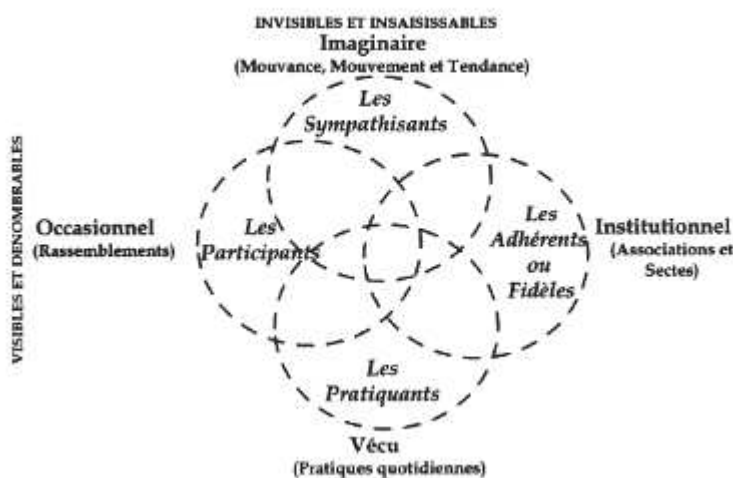 INVISIBLES ET INSAISISSABLES
Imaginaire
(Mouvance, Mouvement et Tendance)
Les
Sympathisants
VISIBLES ET DENOMBRABLES
Occasionnel
(Rassemblements)
Les
Participants
Les
Adhérents
ou
Fidèles
Institutionnel
(Associations et
Sectes)
Les
Pratiquants
Vécu
(Pratiques quotidiennes)